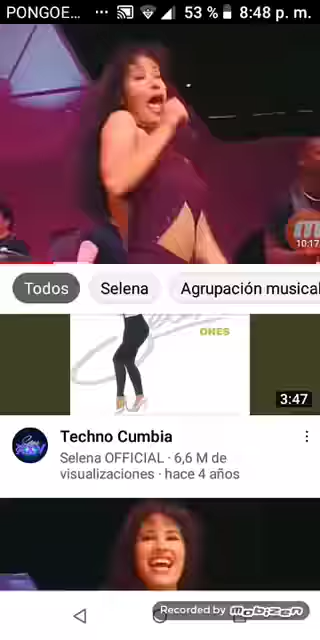 PONGOE... ... 53 % 8:48 p. m.
10:17
Todos
Selena
Agrupación musical
ONES
3:47
Techno Cumbia
Selena OFFICIAL · 6,6 M de
visualizaciones · hace 4 años
Recorded by mobizen